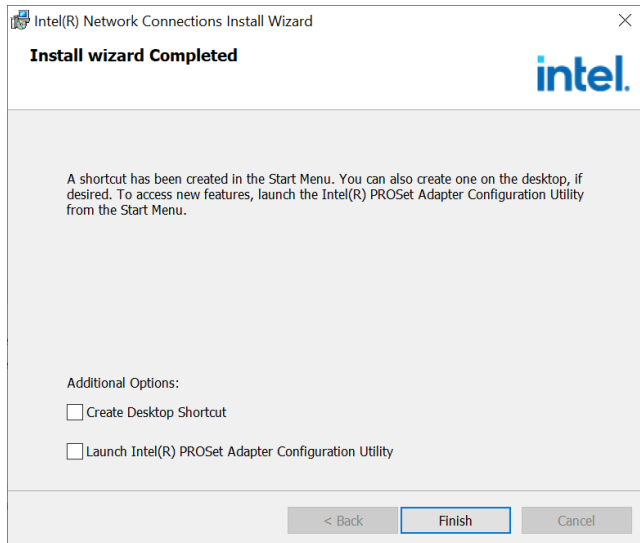 Intel(R) Network Connections Install Wizard
Install wizard Completed
intel.
A shortcut has been created in the Start Menu. You can also create one on the desktop, if
desired. To access new features, launch the Intel(R) PROSet Adapter Configuration Utility
from the Start Menu.
Additional Options:
Create Desktop Shortcut
Launch Intel(R) PROSet Adapter Configuration Utility
< Back Finish Cancel